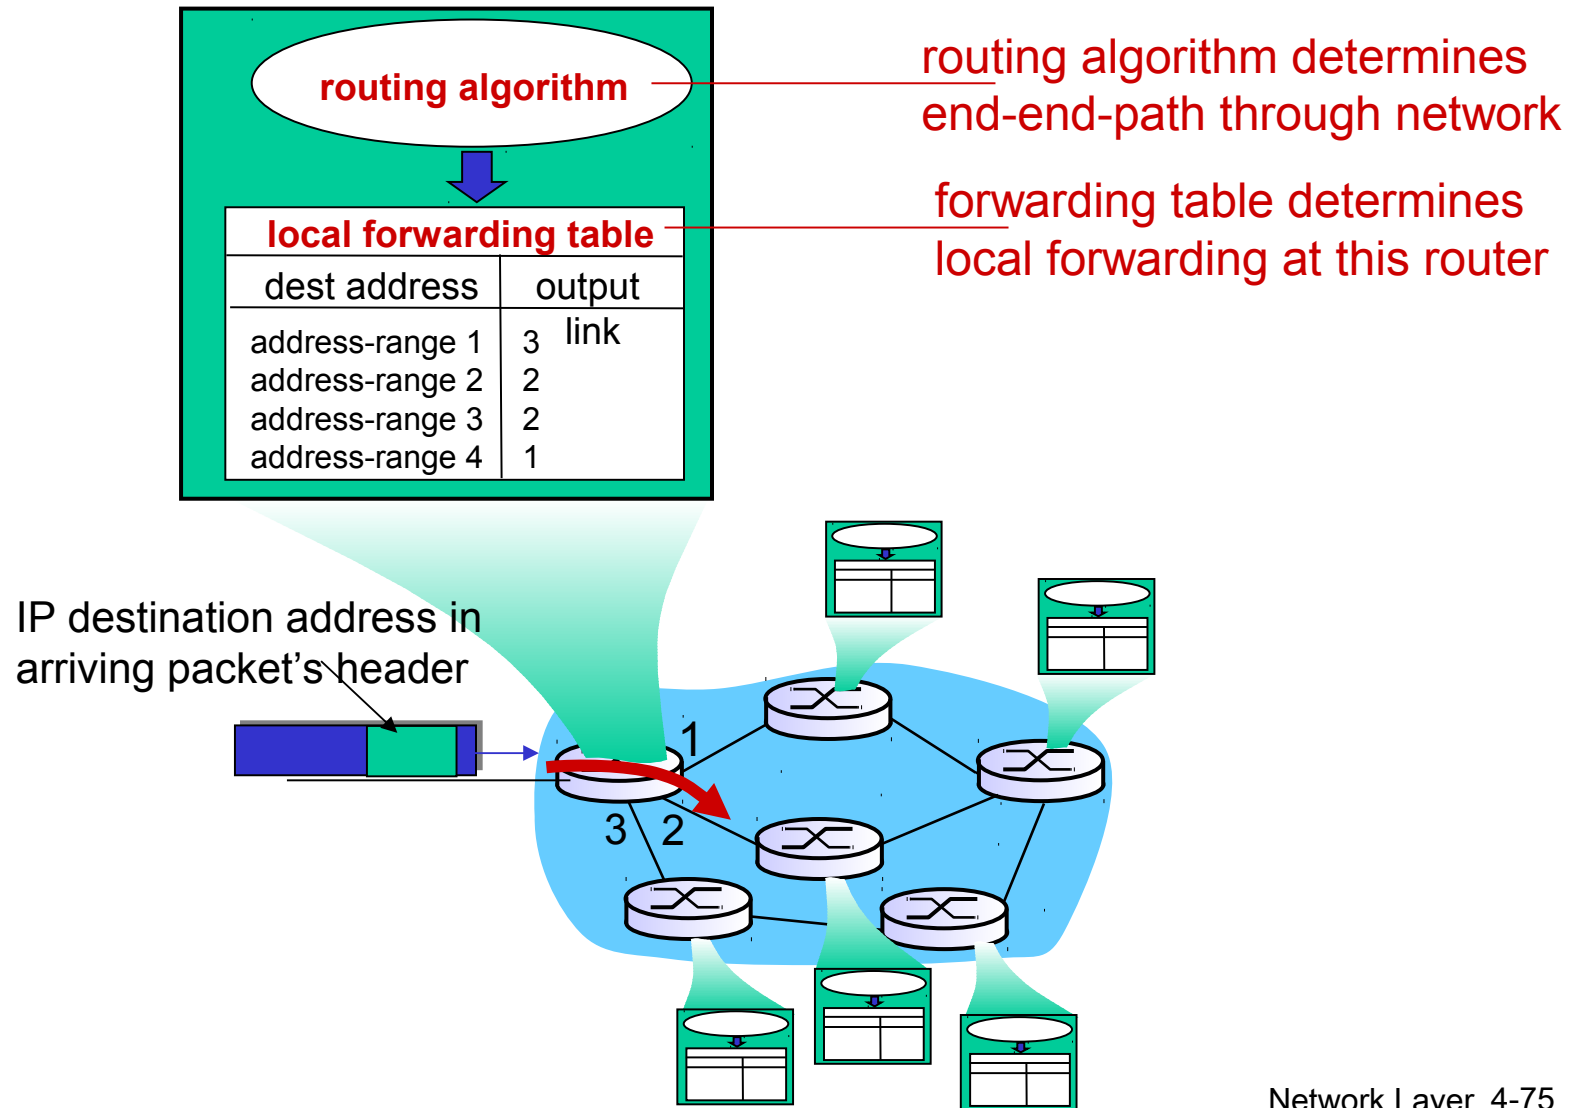 routing algorithm
routing algorithm determines
end-end-path through network
local forwarding table
forwarding table determines
local forwarding at this router
dest address output
link
address-range 1 3
address-range 2 2
address-range 3 2
address-range 4 1
IP destination address in
arriving packet's header
1
3 2
Network Layer 4-75